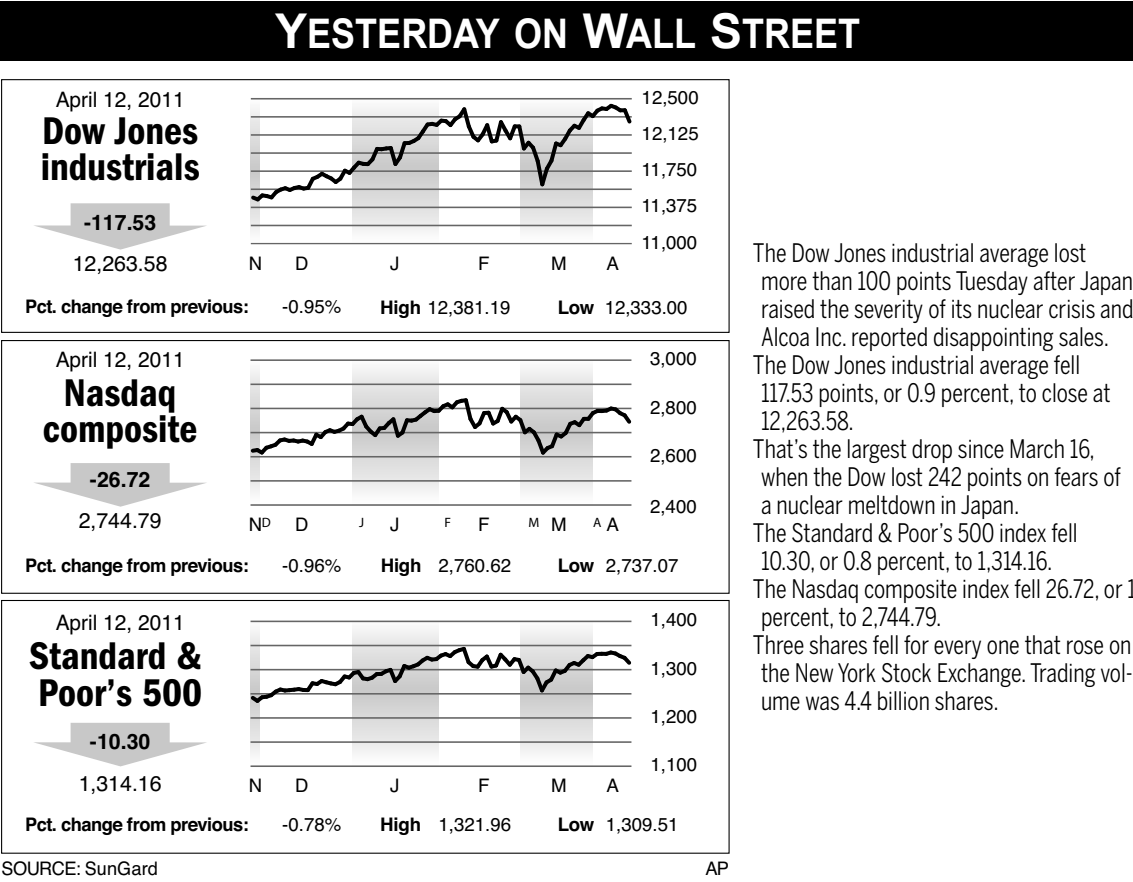 YESTERDAY ON WALL STREET
April 12, 2011
Dow Jones
industrials
-117.53
12,263.58
12,500
12,125
11,750
11,375
11,000
N D J F M A
Pct. change from previous: -0.95% High 12,381.19 Low 12,333.00
April 12, 2011
Nasdaq
composite
-26.72
2,744.79
3,000
2,800
2,600
2,400
N D D J J F F M M A A
Pct. change from previous: -0.96% High 2,760.62 Low 2,737.07
April 12, 2011
Standard &
Poor's 500
-10.30
1,314.16
1,400
1,300
1,200
1,100
N D J F M A
Pct. change from previous: -0.78% High 1,321.96 Low 1,309.51
SOURCE: SunGard AP
The Dow Jones industrial average lost
more than 100 points Tuesday after Japan
raised the severity of its nuclear crisis and
Alcoa Inc. reported disappointing sales.
The Dow Jones industrial average fell
117.53 points, or 0.9 percent, to close at
12,263.58.
That's the largest drop since March 16,
when the Dow lost 242 points on fears of
a nuclear meltdown in Japan.
The Standard & Poor's 500 index fell
10.30, or 0.8 percent, to 1,314.16.
The Nasdaq composite index fell 26.72, or 1
percent, to 2,744.79.
Three shares fell for every one that rose on
the New York Stock Exchange. Trading vol-
ume was 4.4 billion shares.